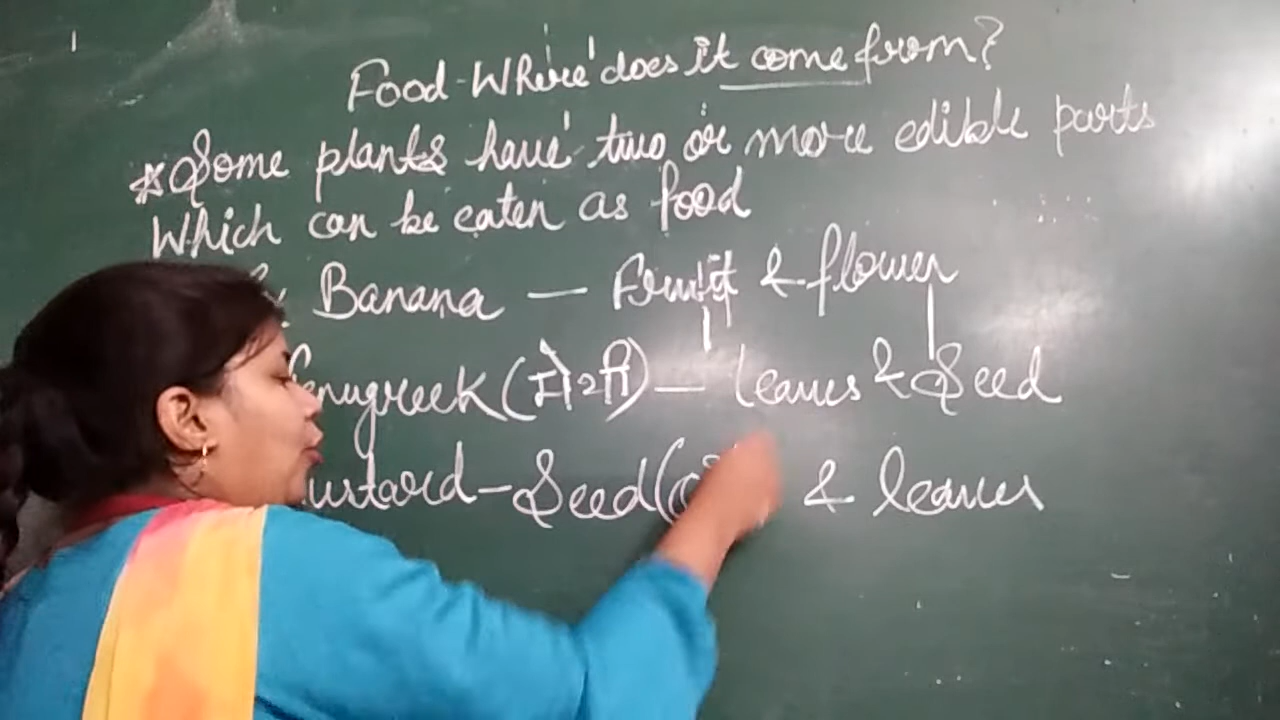 Food-Where does it come from?
*Some plants have two or more edible parts
Which can be eaten as food
Banana — Fruit & flower
enugreek (मेथी) — leaves & Seed
ustard-Seed( & leaves